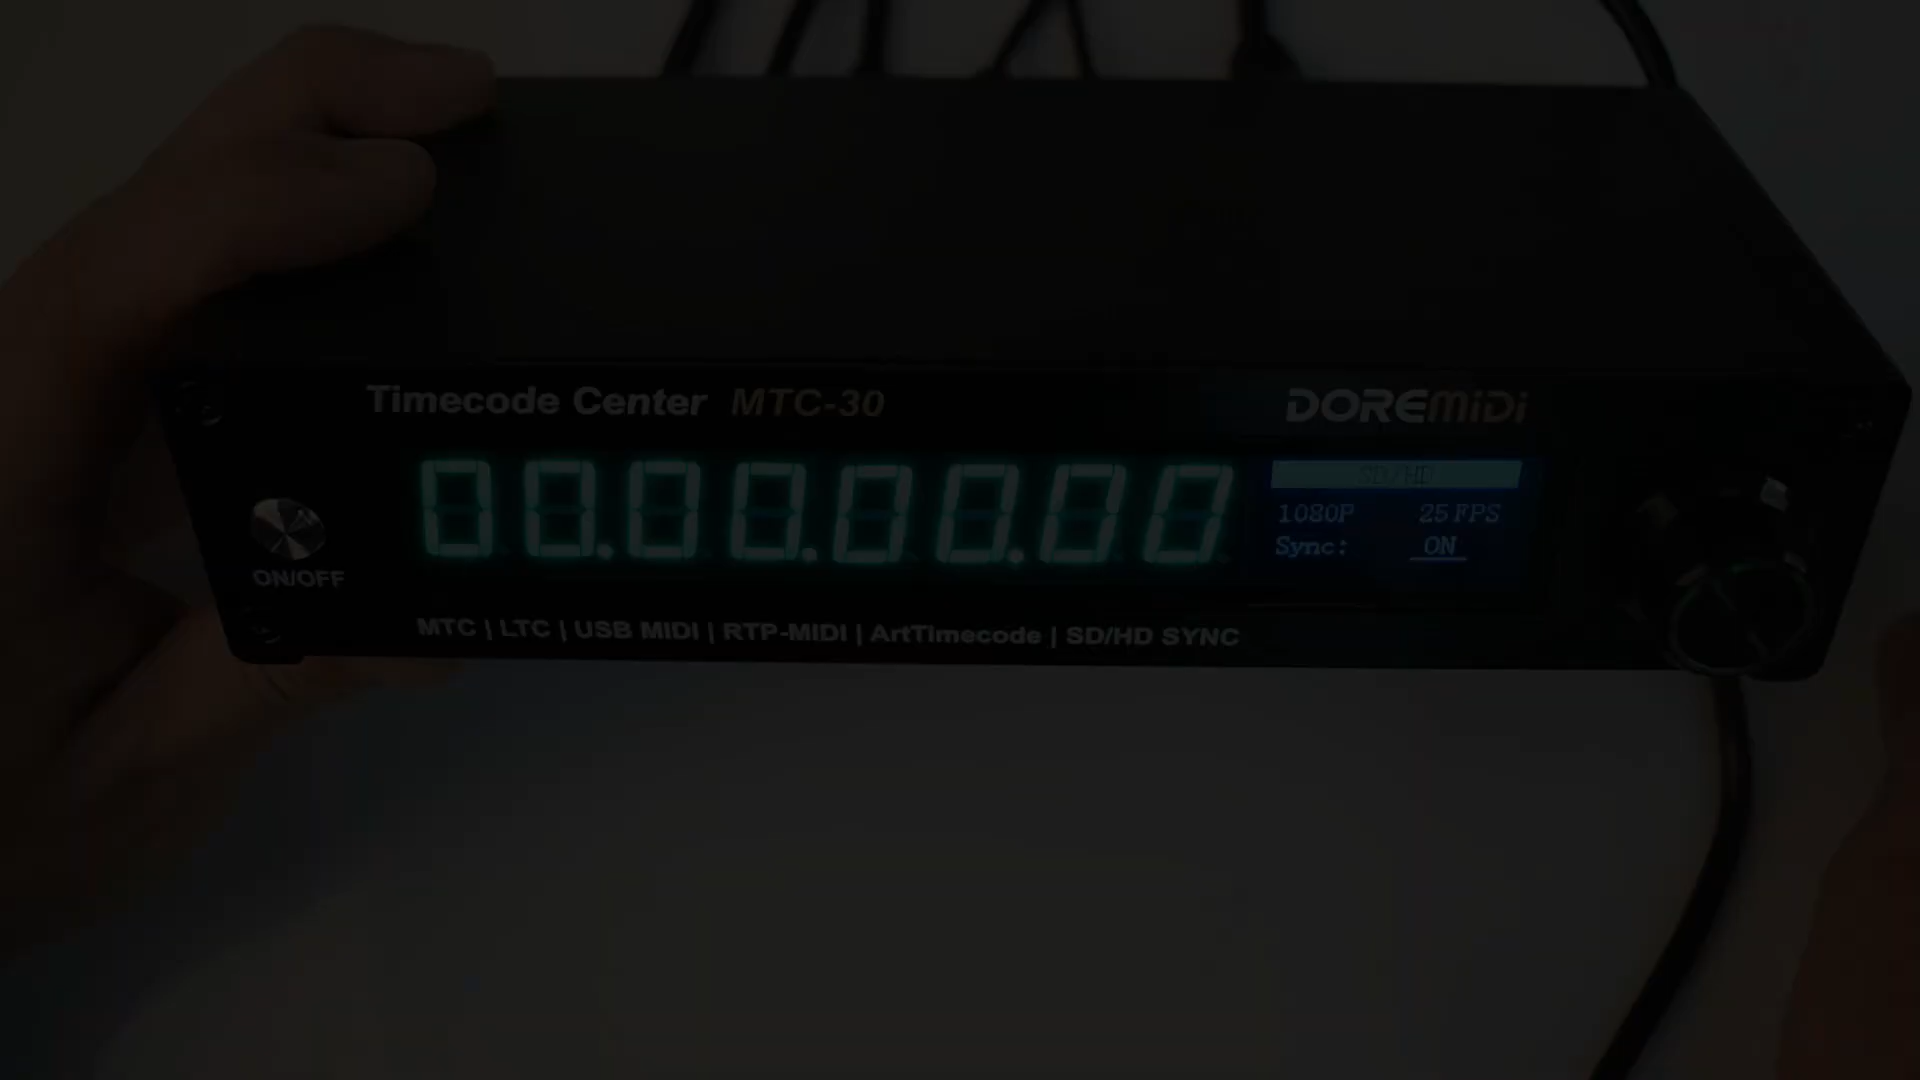 Timecode Center MTC-30
DOREMiDi
00.00.00.00
SD/HD
1080P 25 FPS
Sync: ON
ON/OFF
MTC | LTC | USB MIDI | RTP-MIDI | ArtTimecode | SD/HD SYNC